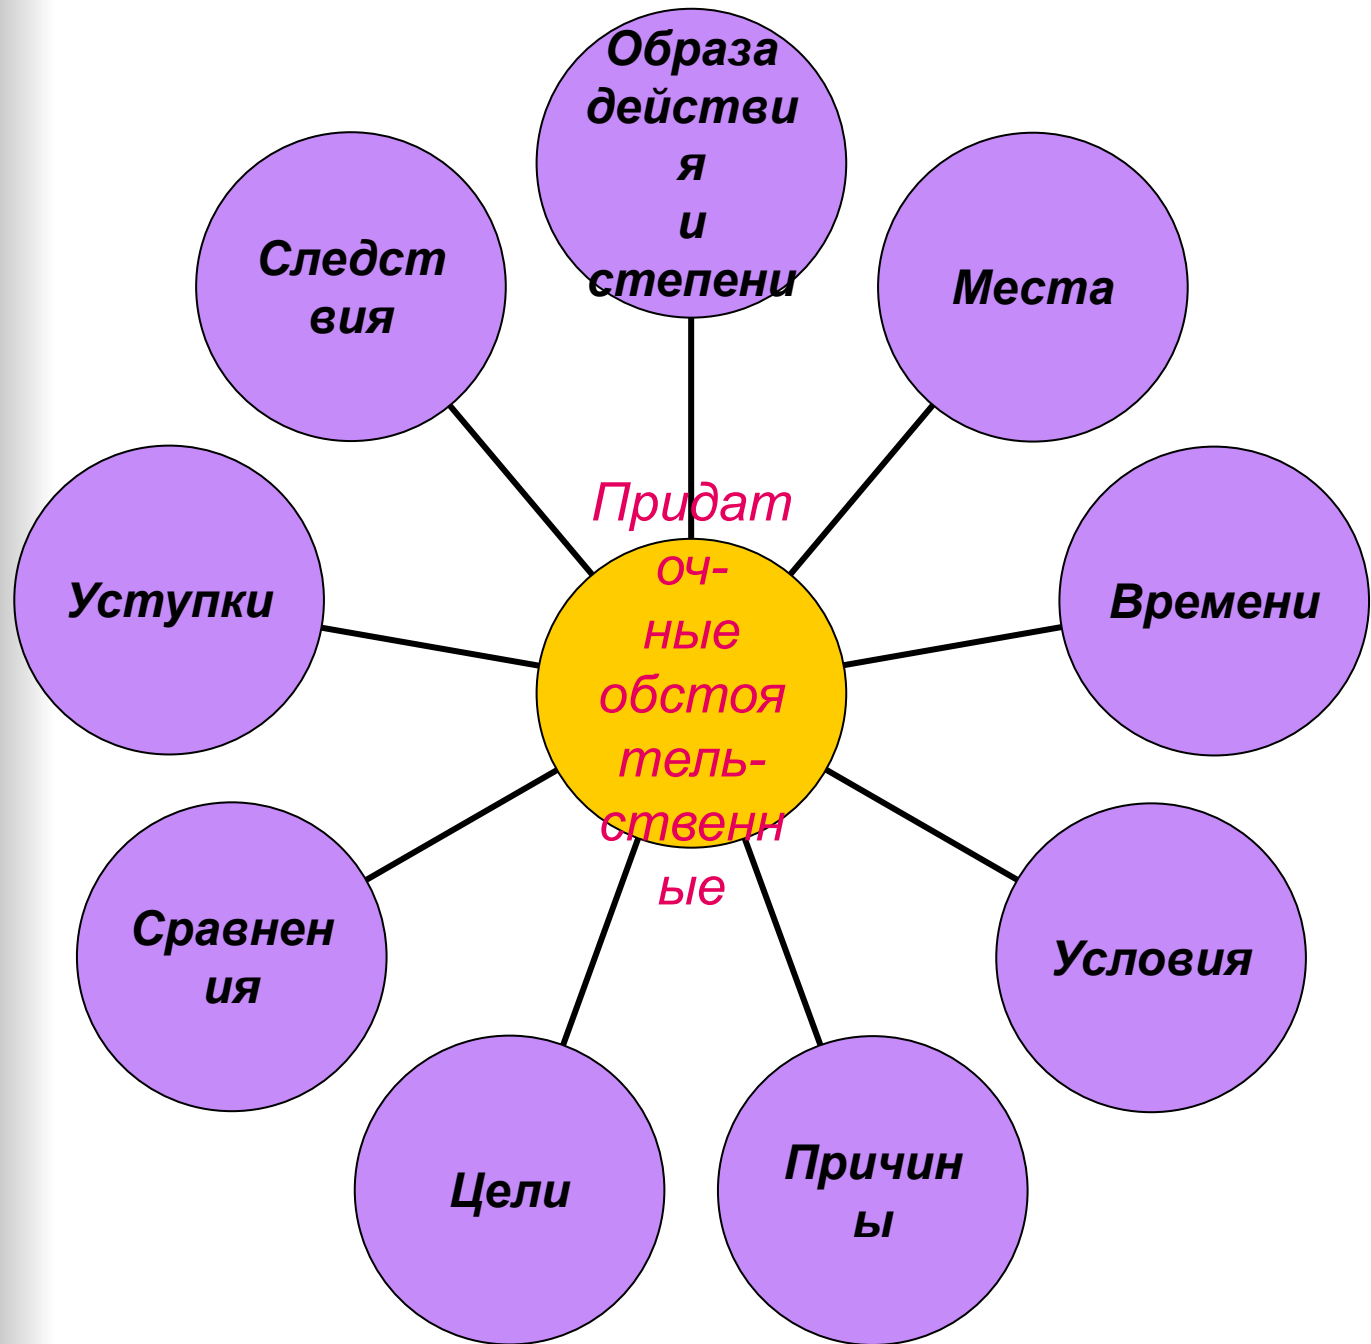 Образа
действи
я
и
степени
Места
Времени
Условия
Причин
ы
Цели
Сравнен
ия
Уступки
Следст
вия
Придат
оч-
ные
обстоя
тель-
ственн
ые